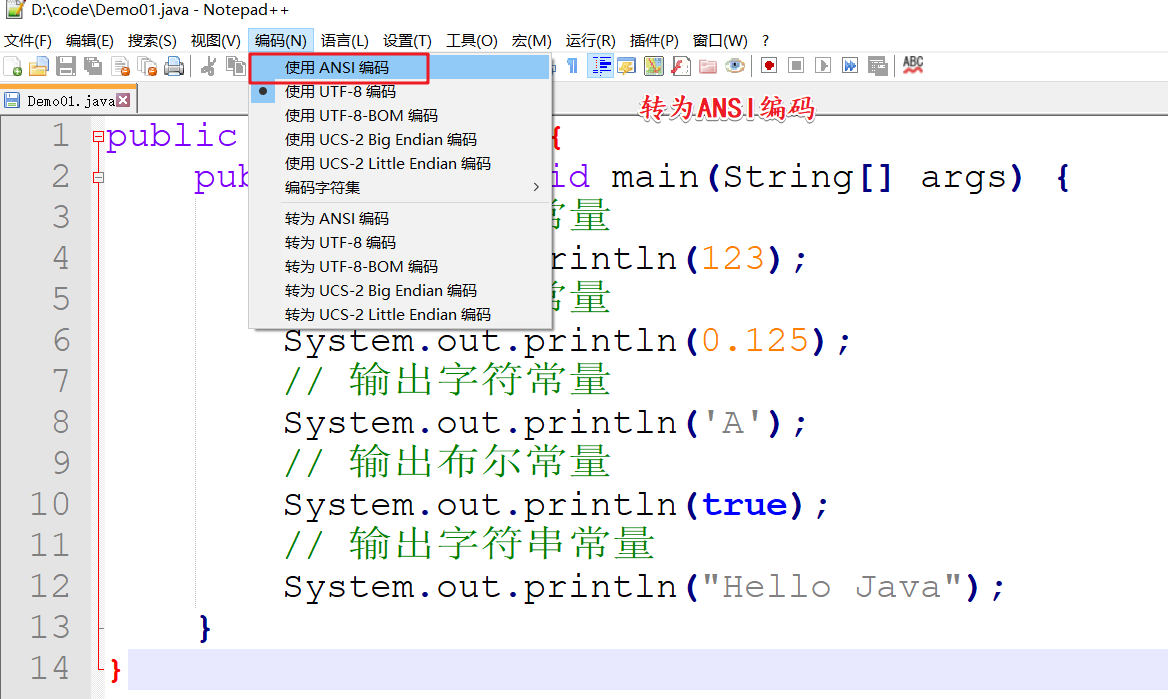 D:\code\Demo01.java - Notepad++
文件(F) 编辑(E) 搜索(S) 视图(V) 编码(N) 语言(L) 设置(T) 工具(O) 宏(M) 运行(R) 插件(P) 窗口(W) ?
ABC
Demo01.java
使用 ANSI 编码
使用 UTF-8 编码
使用 UTF-8-BOM 编码
使用 UCS-2 Big Endian 编码
使用 UCS-2 Little Endian 编码
编码字符集
转为 ANSI 编码
转为 UTF-8 编码
转为 UTF-8-BOM 编码
转为 UCS-2 Big Endian 编码
转为 UCS-2 Little Endian 编码
转为ANSI编码
1 public {
2 main(String[] args) {
3 常量
4 println(123);
5 常量
6 System.out.println(0.125);
7 // 输出字符常量
8 System.out.println('A');
9 // 输出布尔常量
10 System.out.println(true);
11 // 输出字符串常量
12 System.out.println("Hello Java");
13 }
14 }